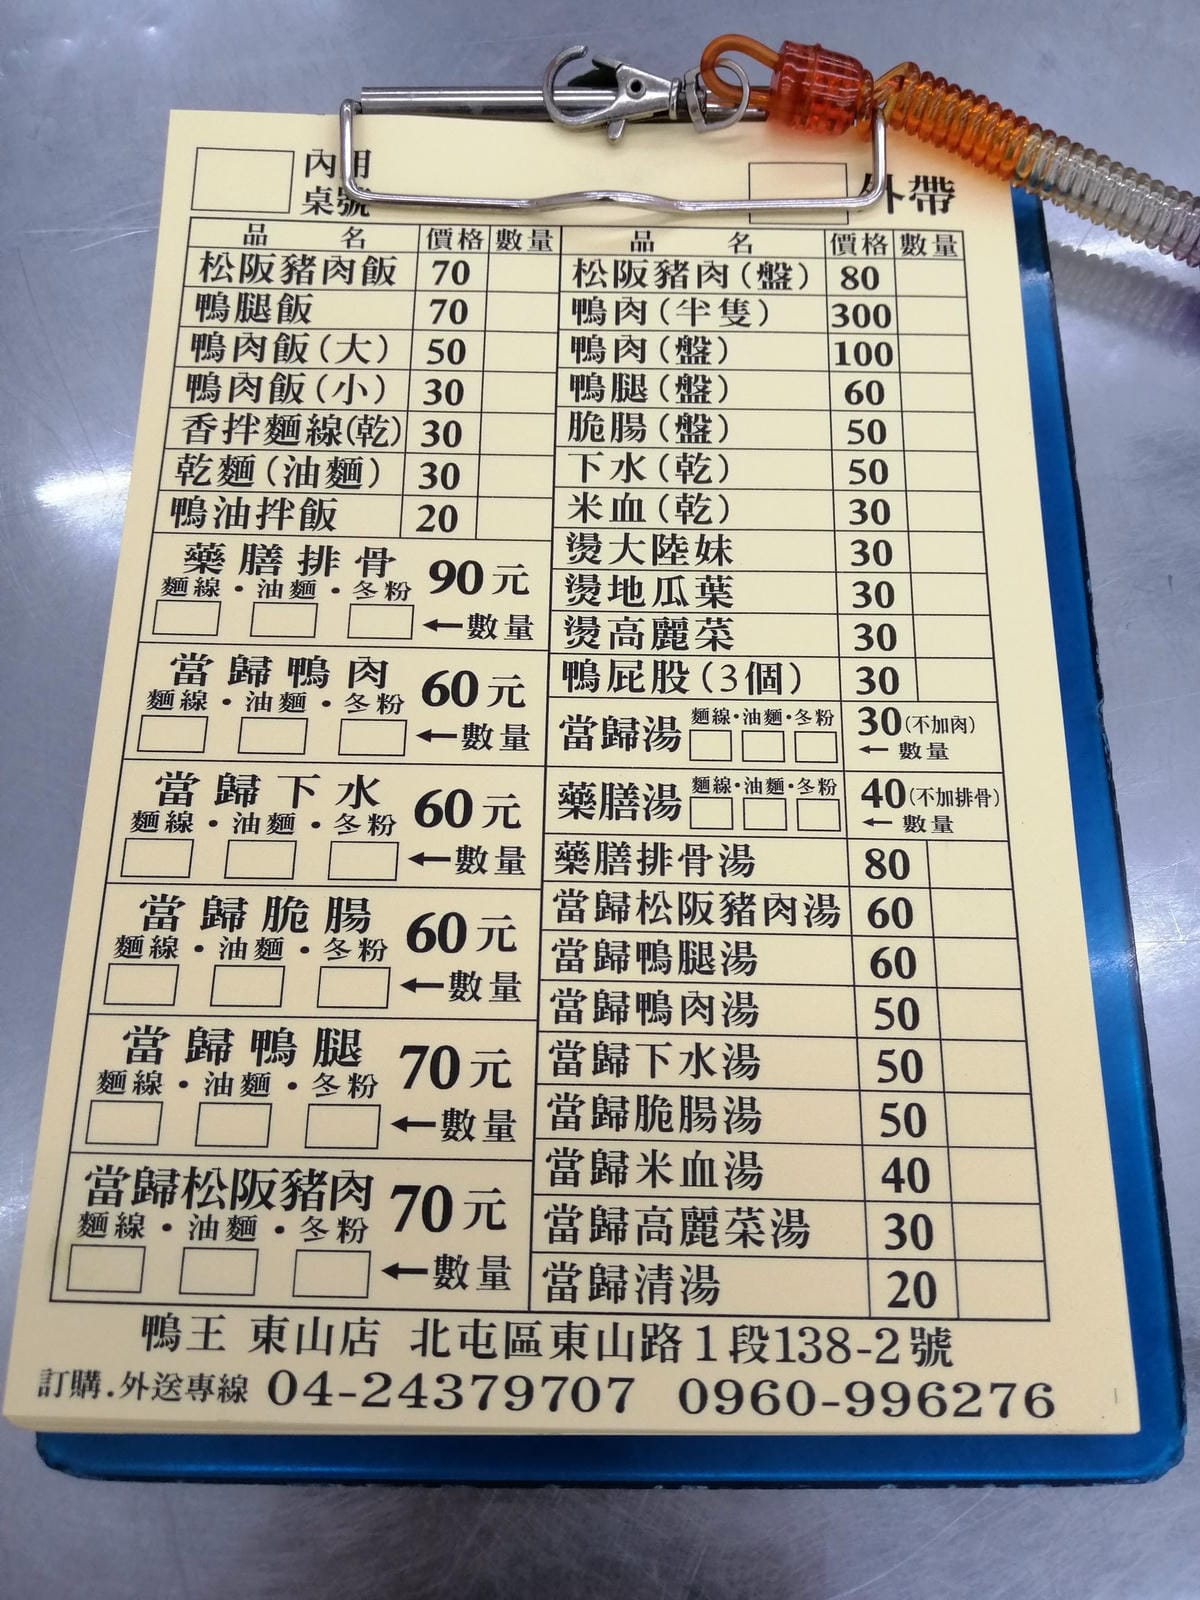 內用
桌號
外帶
品名 價格 數量
松阪豬肉飯 70
鴨腿飯 70
鴨肉飯(大) 50
鴨肉飯(小) 30
香拌麵線(乾) 30
乾麵(油麵) 30
鴨油拌飯 20
藥膳排骨 90元
麵線・油麵・冬粉
←數量
當歸鴨肉 60元
麵線・油麵・冬粉
←數量
當歸下水 60元
麵線・油麵・冬粉
←數量
當歸脆腸 60元
麵線・油麵・冬粉
←數量
當歸鴨腿 70元
麵線・油麵・冬粉
←數量
當歸松阪豬肉 70元
麵線・油麵・冬粉
←數量
品名 價格 數量
松阪豬肉(盤) 80
鴨肉(半隻) 300
鴨肉(盤) 100
鴨腿(盤) 60
脆腸(盤) 50
下水(乾) 50
米血(乾) 30
燙大陸妹 30
燙地瓜葉 30
燙高麗菜 30
鴨屁股(3個) 30
當歸湯 麵線・油麵・冬粉 30(不加肉)
←數量
藥膳湯 麵線・油麵・冬粉 40(不加排骨)
←數量
藥膳排骨湯 80
當歸松阪豬肉湯 60
當歸鴨腿湯 60
當歸鴨肉湯 50
當歸下水湯 50
當歸脆腸湯 50
當歸米血湯 40
當歸高麗菜湯 30
當歸清湯 20
鴨王 東山店 北屯區東山路1段138-2號
訂購.外送專線 04-24379707 0960-996276